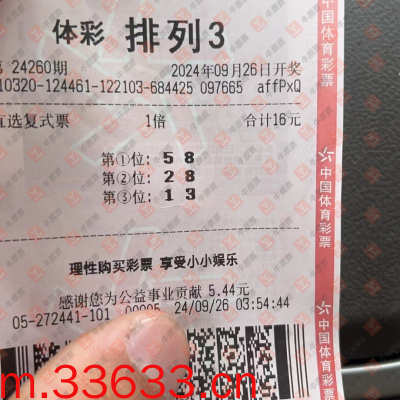 体彩 排列3
第 24260期 2024年09月26日开奖
10320-124461-122103-684425 097665 affPxQ
直选复式票 1倍 合计16元
第①位: 5 8
第②位: 2 8
第③位: 1 3
理性购买彩票 享受小小娱乐
感谢您为公益事业贡献 5.44元
05-272441-101 24/09/26 03:54:44
中国体育彩票
中国体育彩票
中国体育彩票
m.33633.cn